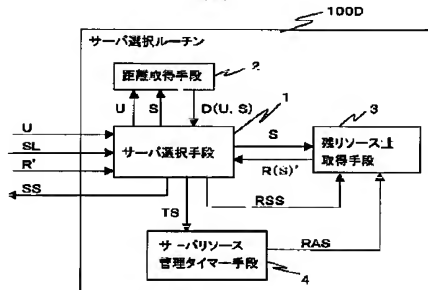 100D
サーバ選択ルーチン
距離取得手段
2
U
S
D(U, S)
1
3
U
SL
R'
SS
サーバ選択手段
S
R(S)'
残リソース上
取得手段
RSS
TS
サーバリソース
管理タイマー手段
RAS
4